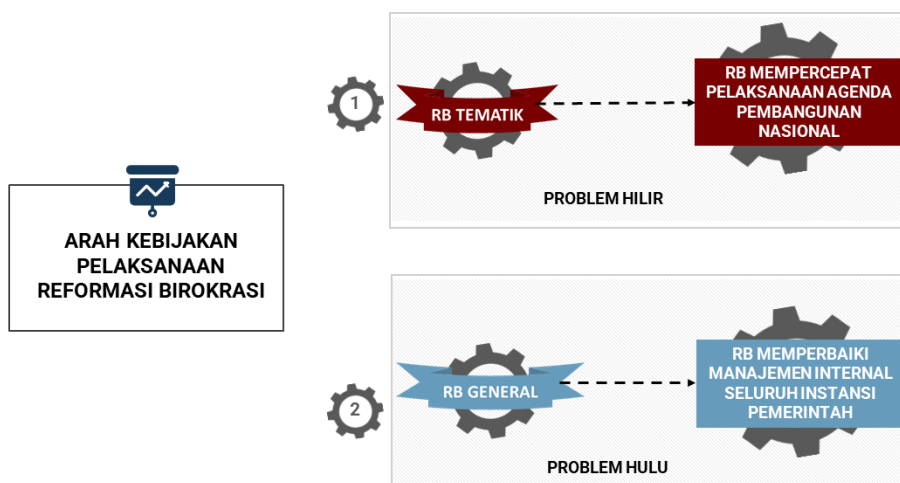 ARAH KEBIJAKAN
PELAKSANAAN
REFORMASI BIROKRASI
1
RB TEMATIK
RB MEMPERCEPAT
PELAKSANAAN AGENDA
PEMBANGUNAN
NASIONAL
PROBLEM HILIR
2
RB GENERAL
RB MEMPERBAIKI
MANAJEMEN INTERNAL
SELURUH INSTANSI
PEMERINTAH
PROBLEM HULU